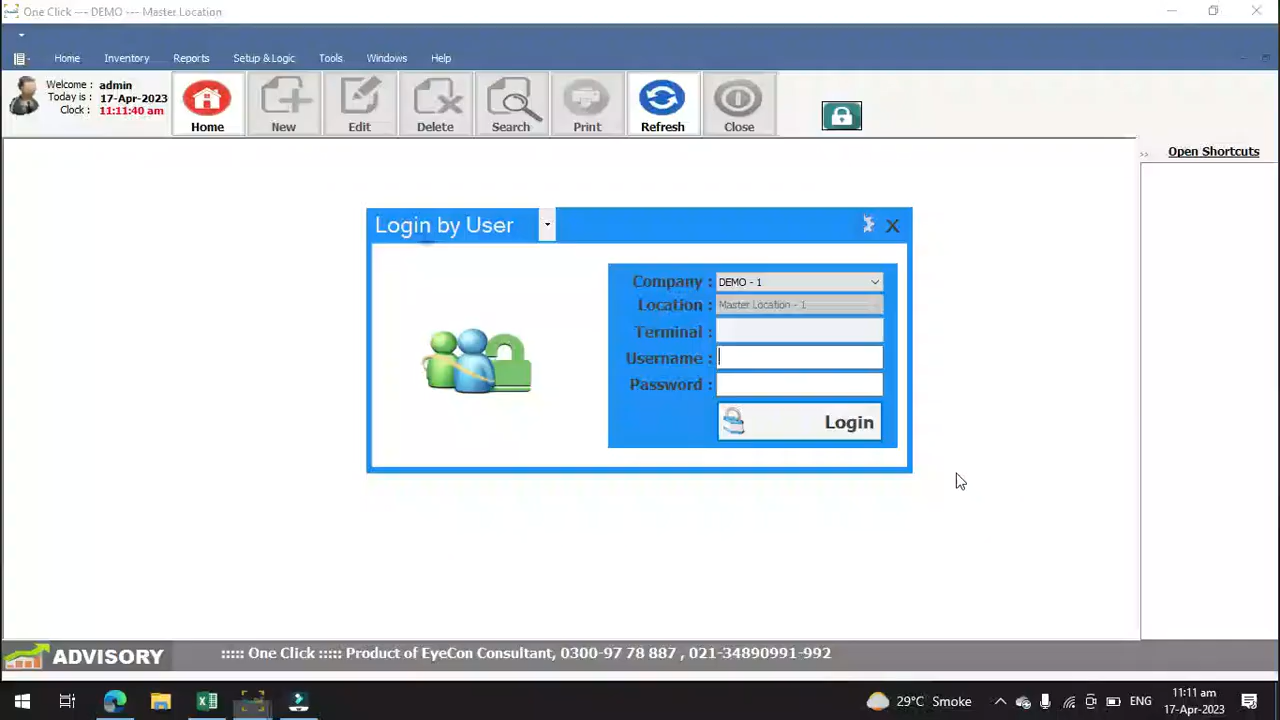 One Click --- DEMO --- Master Location
Home Inventory Reports Setup & Logic Tools Windows Help
Welcome : admin
Today is : 17-Apr-2023
Clock : 11:11:40 am
Home New Edit Delete Search Print Refresh Close
>> Open Shortcuts
Login by User X
Company : DEMO - 1
Location : Master Location - 1
Terminal :
Username :
Password :
Login
ADVISORY ::::: One Click ::::: Product of EyeCon Consultant, 0300-97 78 887 , 021-34890991-992
29°C Smoke ENG 11:11 am
17-Apr-2023